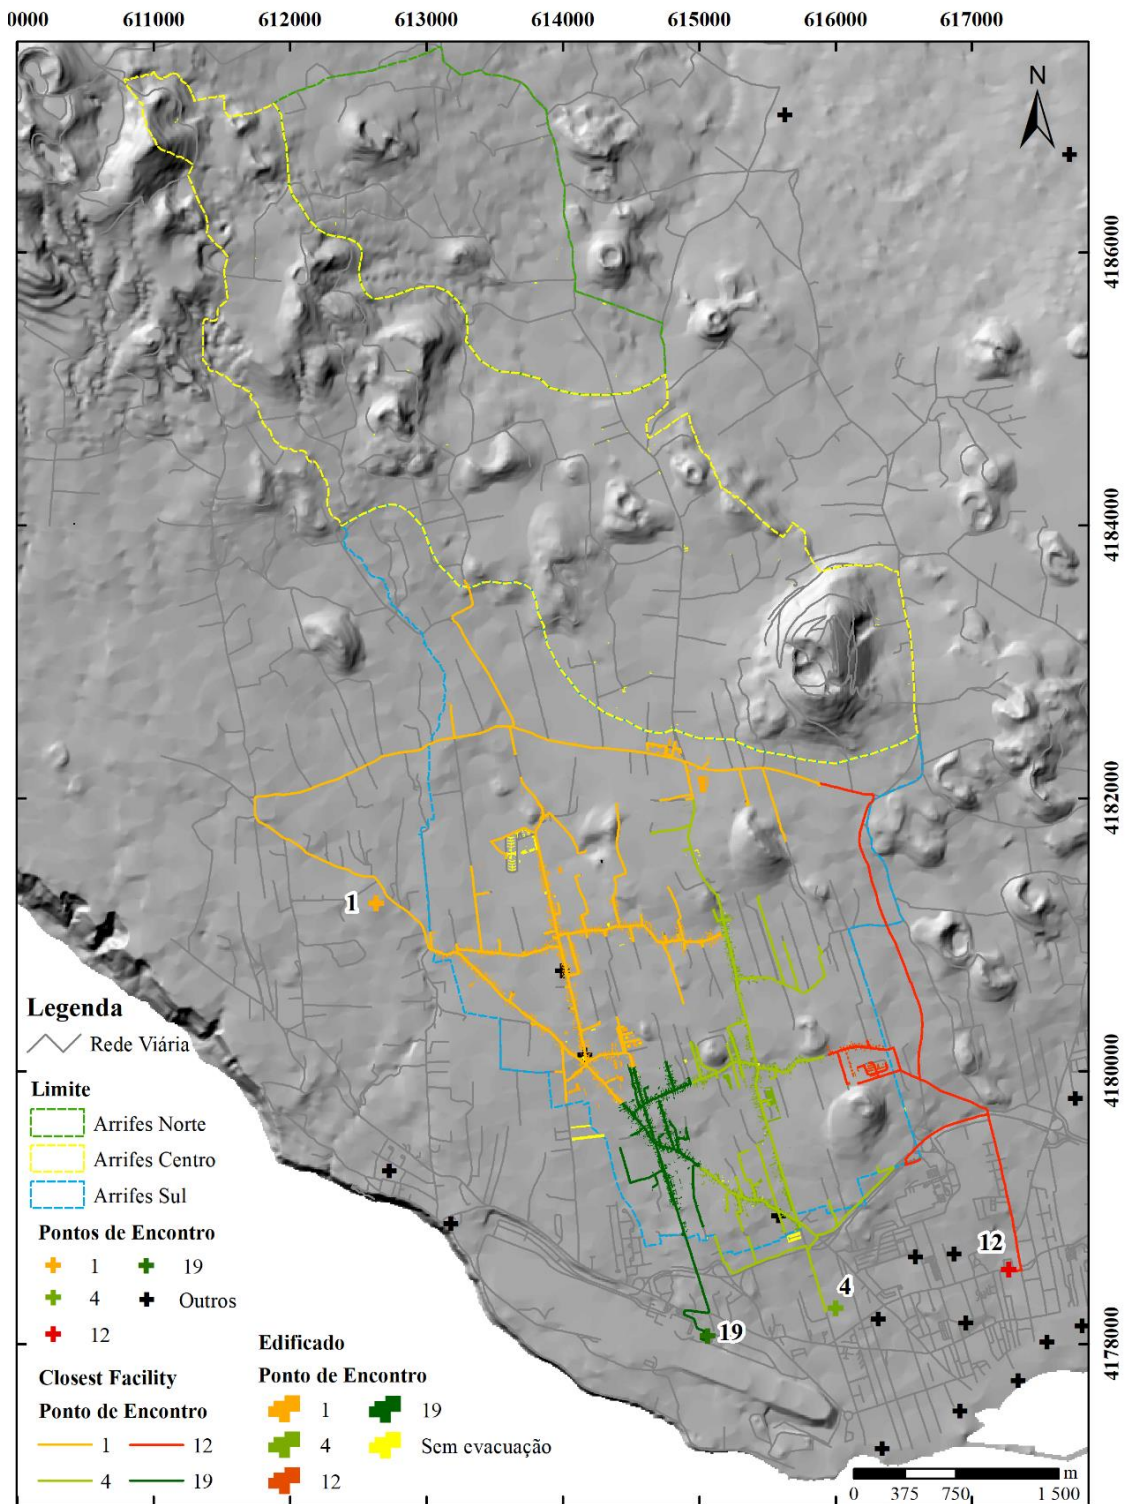 0000 611000 612000 613000 614000 615000 616000 617000
N
4186000
4184000
4182000
4180000
4178000
1
12
4
19
Legenda
Rede Viária
Limite
Arrifes Norte
Arrifes Centro
Arrifes Sul
Pontos de Encontro
1 19
4 Outros
12
Closest Facility
Ponto de Encontro
1 12
4 19
Edificado
Ponto de Encontro
1 19
4 Sem evacuação
12
m
0 375 750 1 500